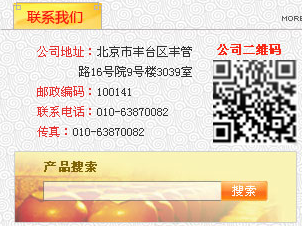 联系我们
MORE
公司地址：北京市丰台区丰管
路16号院9号楼3039室
公司二维码
邮政编码：100141
联系电话：010-63870082
传真：010-63870082
产品搜索
搜索